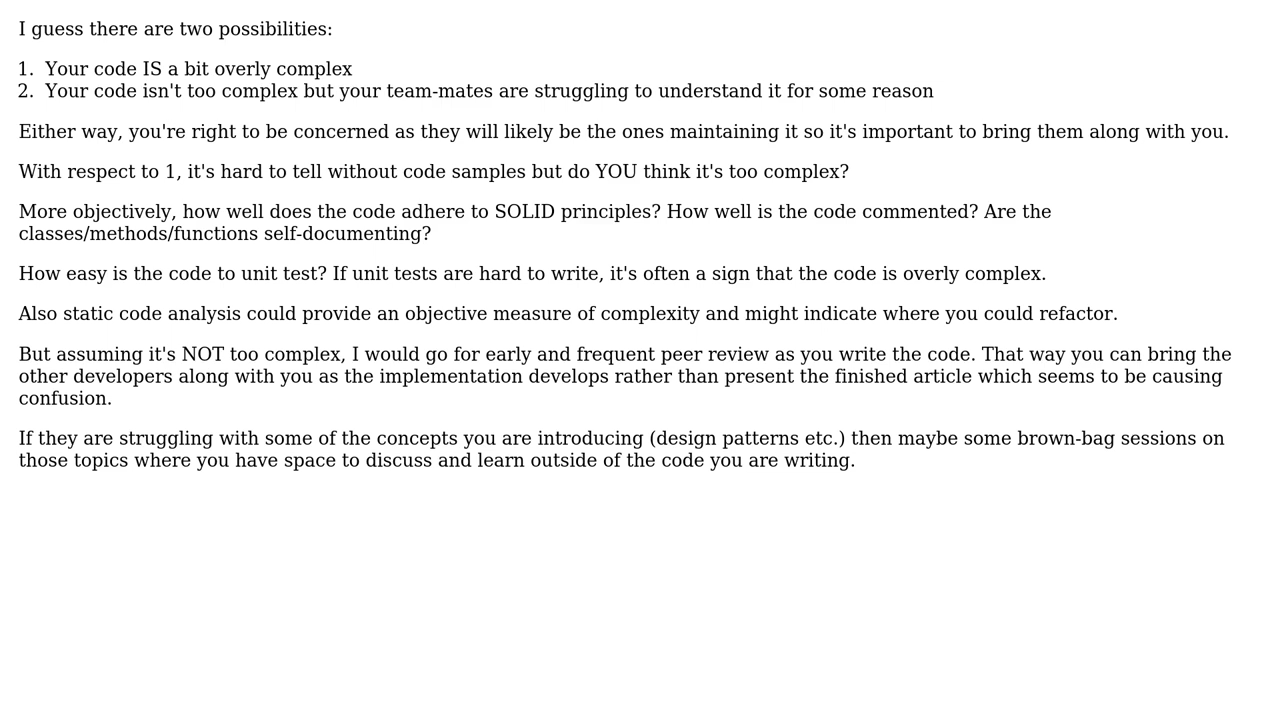 I guess there are two possibilities:
1. Your code IS a bit overly complex
2. Your code isn't too complex but your team-mates are struggling to understand it for some reason
Either way, you're right to be concerned as they will likely be the ones maintaining it so it's important to bring them along with you.
With respect to 1, it's hard to tell without code samples but do YOU think it's too complex?
More objectively, how well does the code adhere to SOLID principles? How well is the code commented? Are the
classes/methods/functions self-documenting?
How easy is the code to unit test? If unit tests are hard to write, it's often a sign that the code is overly complex.
Also static code analysis could provide an objective measure of complexity and might indicate where you could refactor.
But assuming it's NOT too complex, I would go for early and frequent peer review as you write the code. That way you can bring the
other developers along with you as the implementation develops rather than present the finished article which seems to be causing
confusion.
If they are struggling with some of the concepts you are introducing (design patterns etc.) then maybe some brown-bag sessions on
those topics where you have space to discuss and learn outside of the code you are writing.